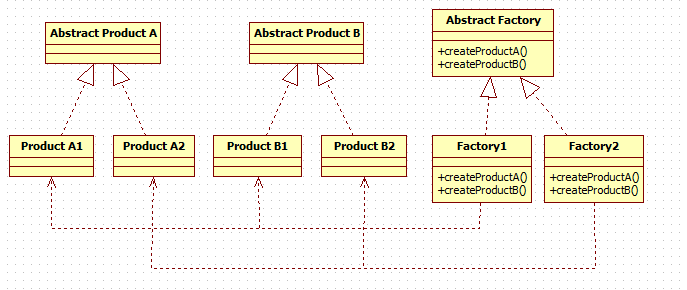 Abstract Product A
Abstract Product B
Abstract Factory
+createProductA()
+createProductB()
Product A1
Product A2
Product B1
Product B2
Factory1
+createProductA()
+createProductB()
Factory2
+createProductA()
+createProductB()